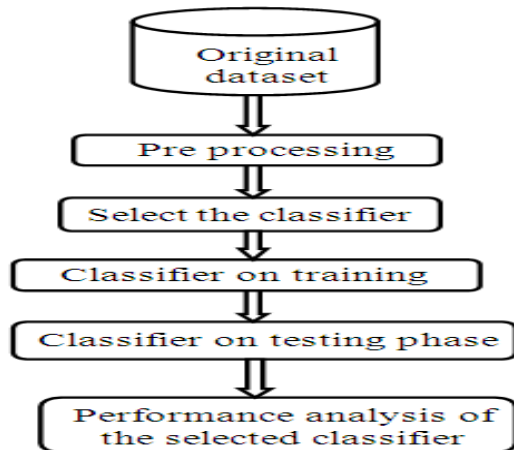 Original
dataset
Pre processing
Select the classifier
Classifier on training
Classifier on testing phase
Performance analysis of
the selected classifier